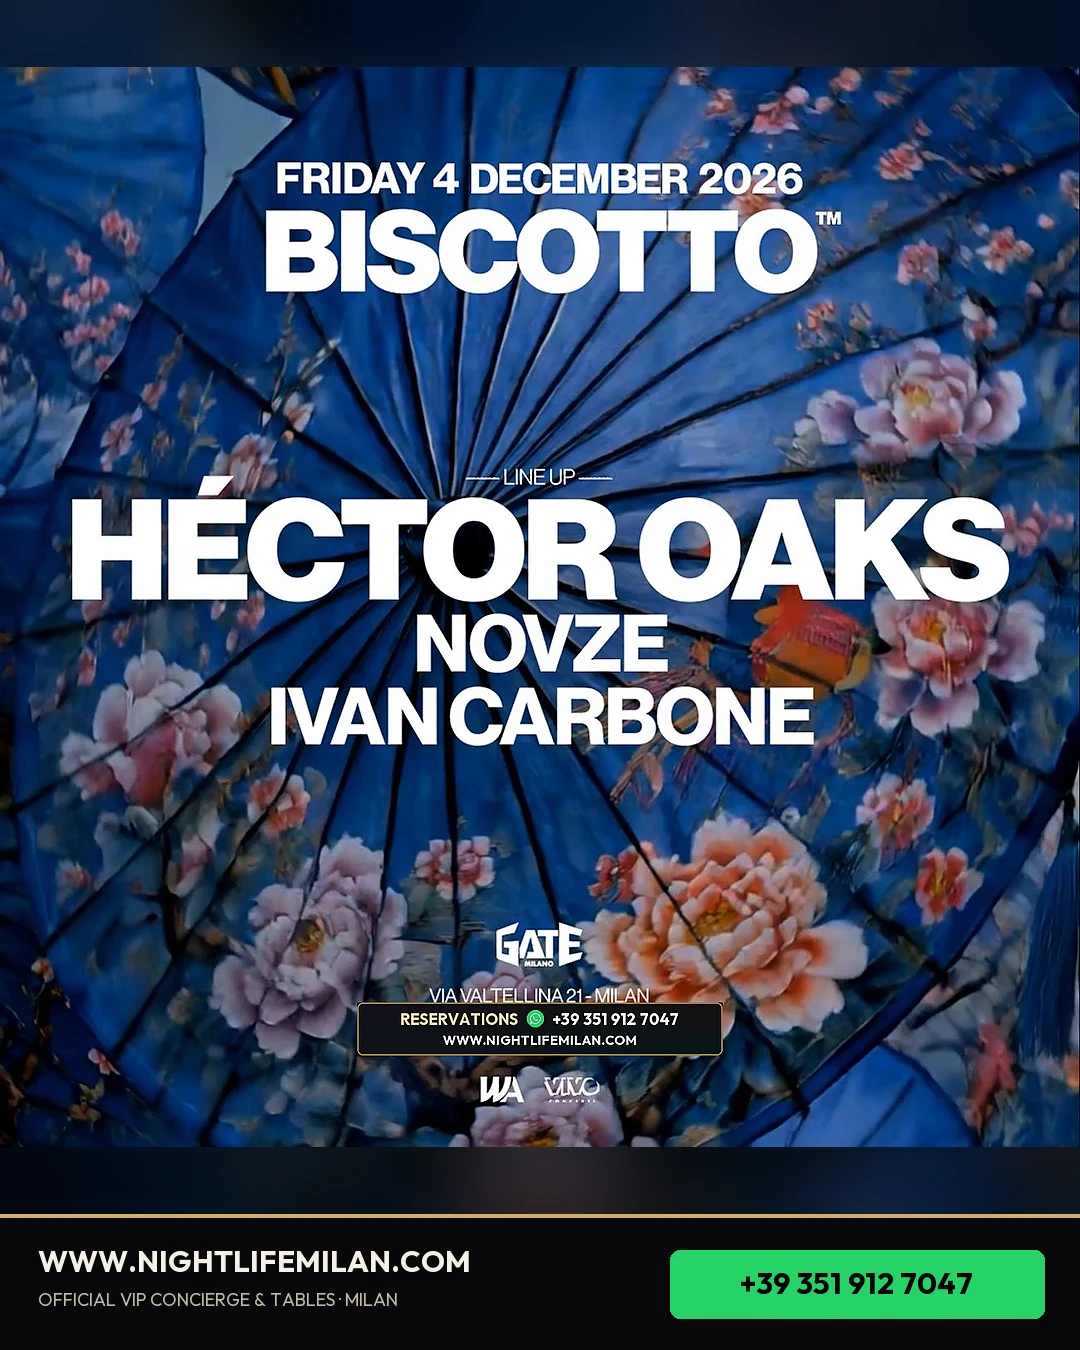 FRIDAY 4 DECEMBER 2026
BISCOTTO™
LINE UP
HÉCTOR OAKS
NOVZE
IVAN CARBONE
GATE
MILANO
VIA VALTELLINA 21 - MILAN
RESERVATIONS +39 351 912 7047
WWW.NIGHTLIFEMILAN.COM
WA VIVO
CONCERTI
WWW.NIGHTLIFEMILAN.COM
OFFICIAL VIP CONCIERGE & TABLES · MILAN
+39 351 912 7047